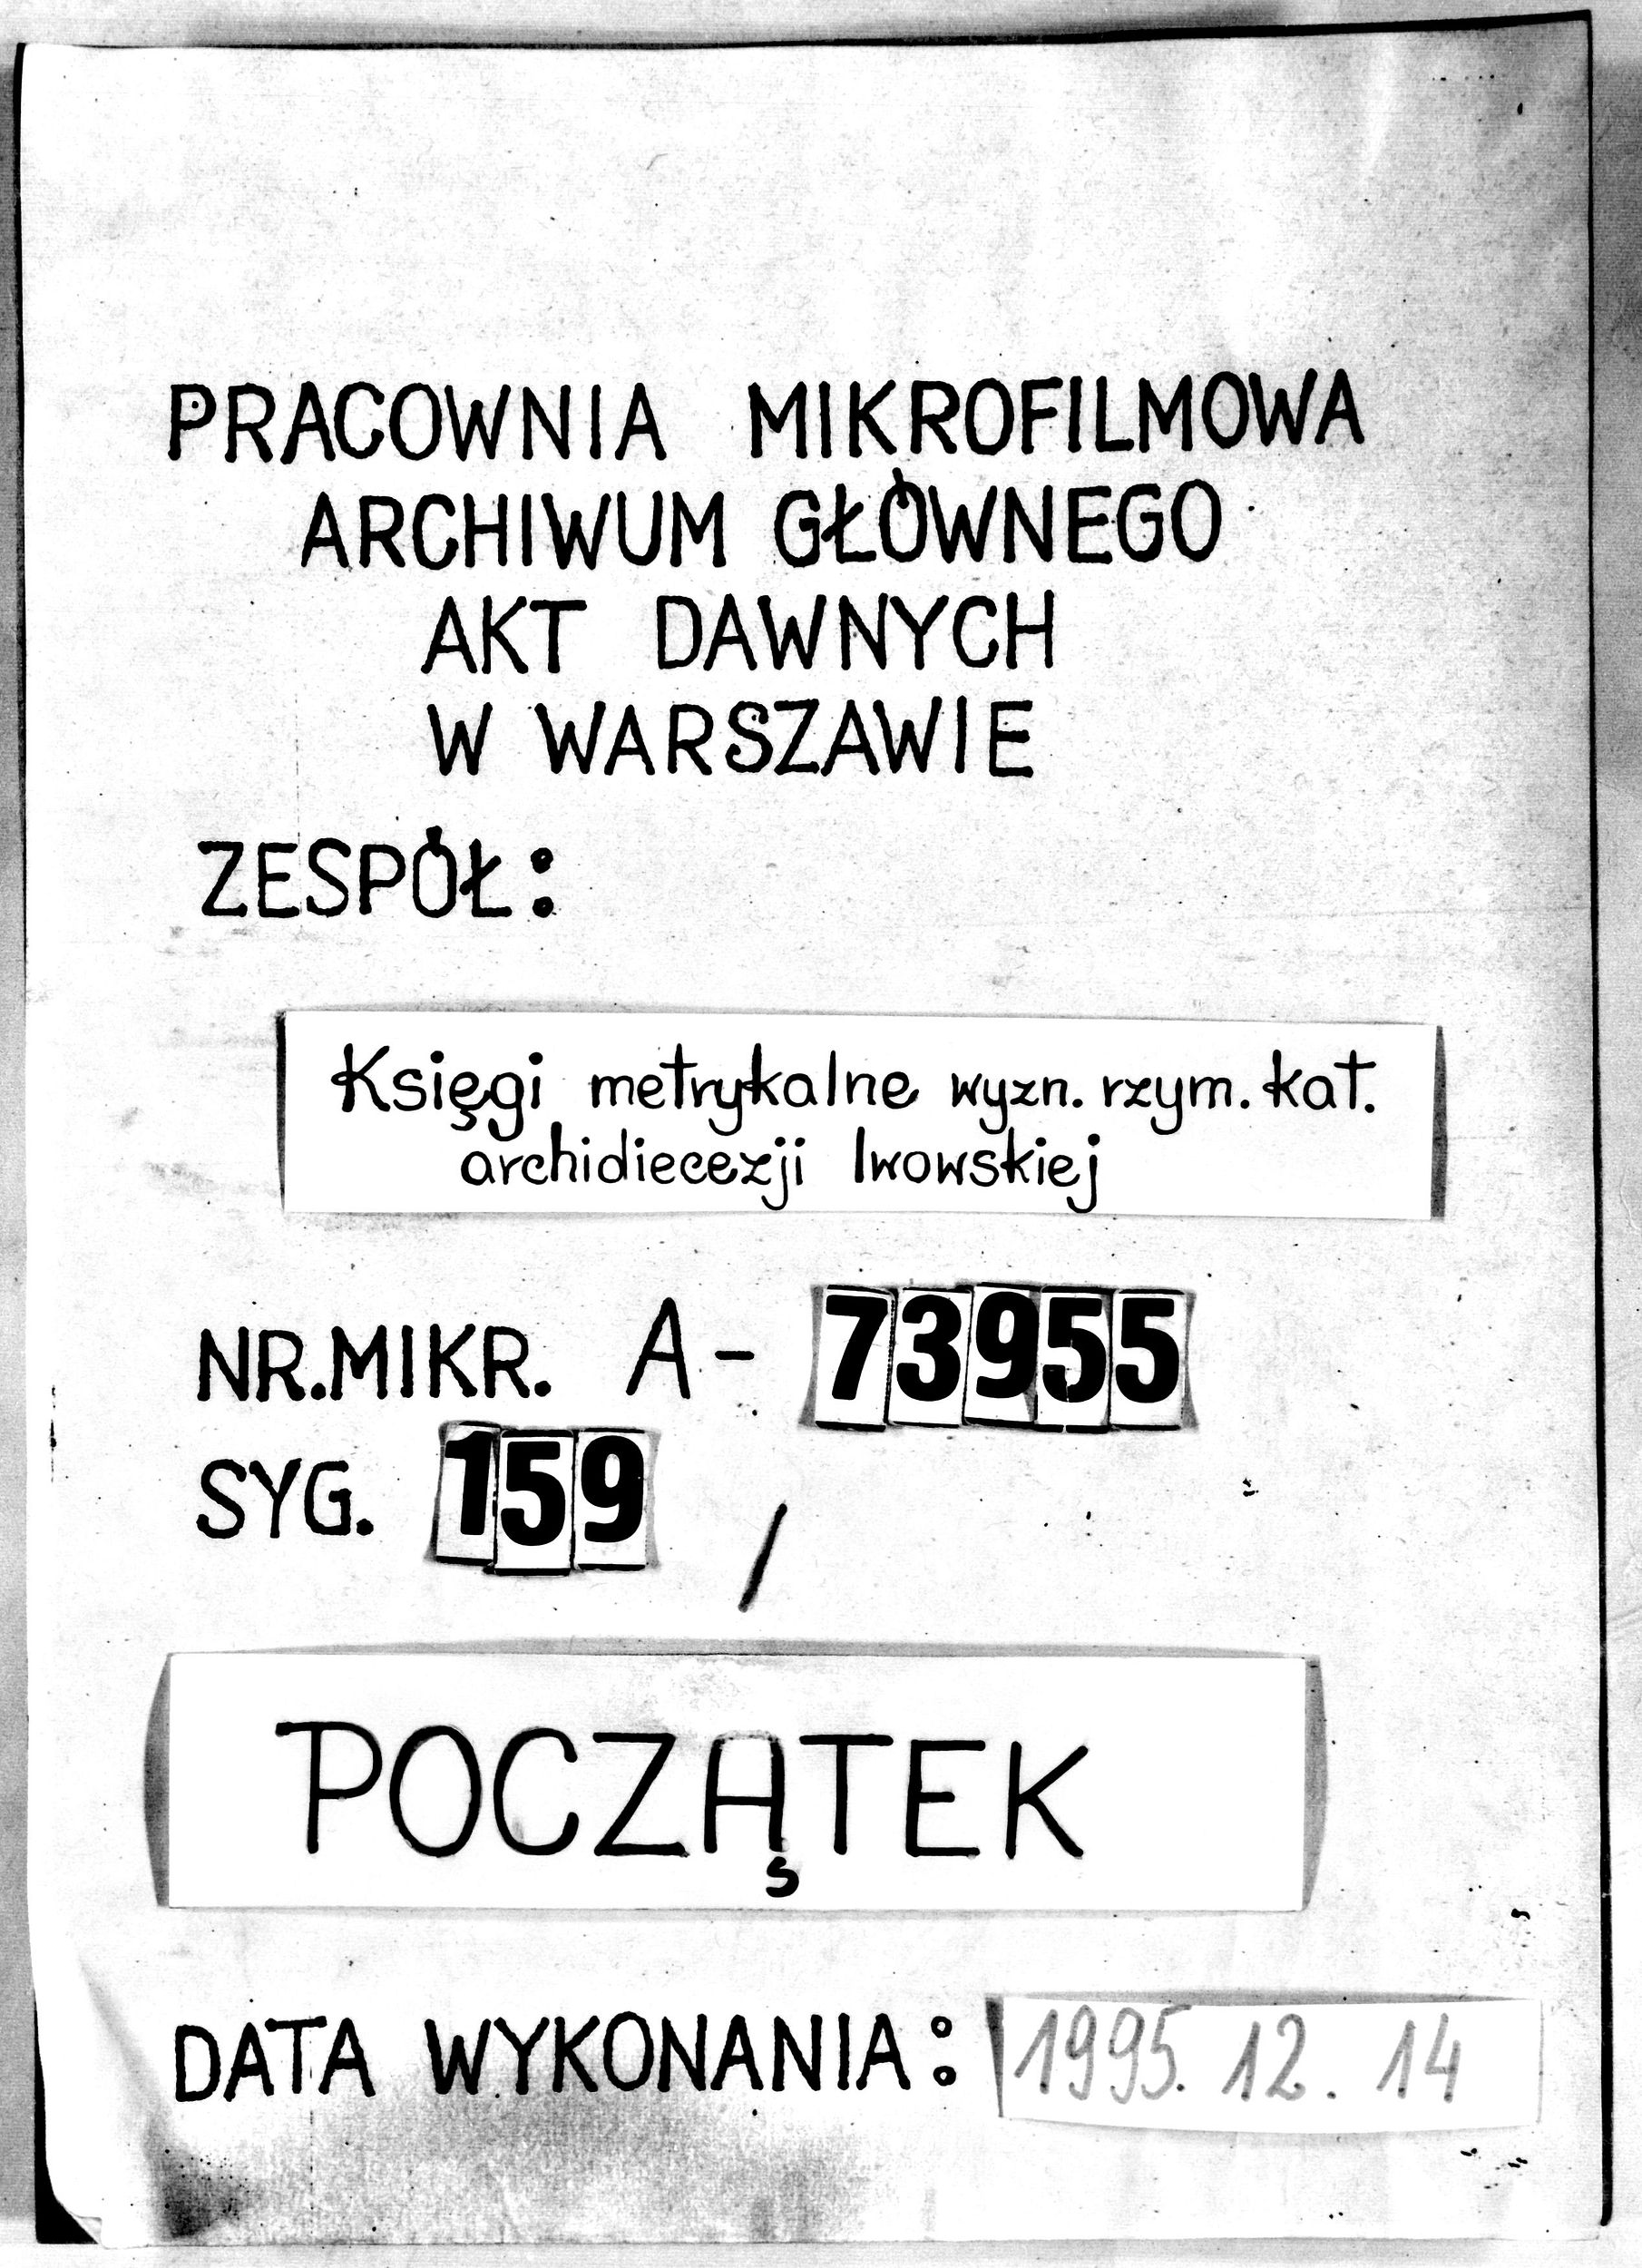 PRACOWNIA MIKROFILMOWA
ARCHIWUM GŁÓWNEGO
AKT DAWNYCH
W WARSZAWIE
ZESPÓŁ:
Księgi metrykalne wyzn. rzym. kat.
archidiecezji lwowskiej
NR.MIKR. A- 73955
SYG. 159 /
POCZĄTEK
DATA WYKONANIA: 1995. 12. 14